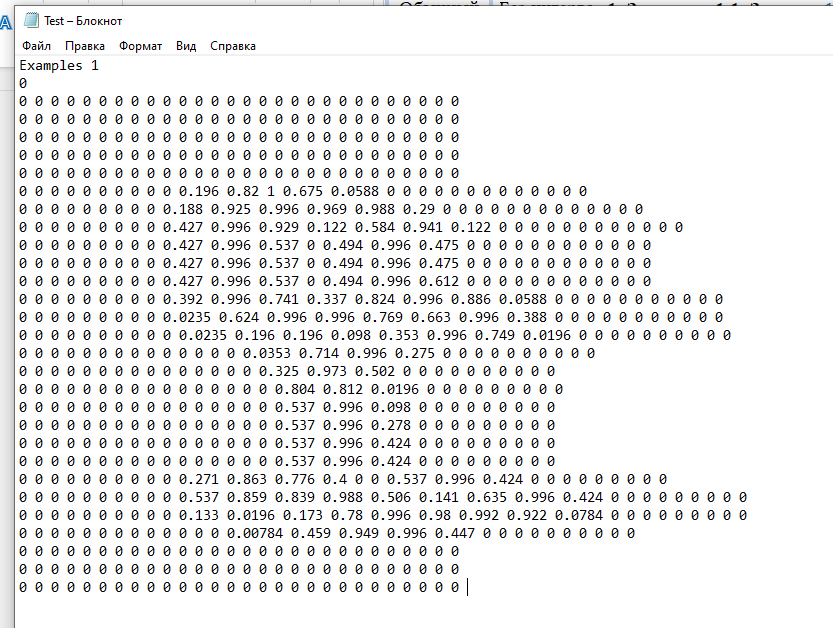 Test – Блокнот
Файл Правка Формат Вид Справка
Examples 1
0
0 0 0 0 0 0 0 0 0 0 0 0 0 0 0 0 0 0 0 0 0 0 0 0 0 0 0 0
0 0 0 0 0 0 0 0 0 0 0 0 0 0 0 0 0 0 0 0 0 0 0 0 0 0 0 0
0 0 0 0 0 0 0 0 0 0 0 0 0 0 0 0 0 0 0 0 0 0 0 0 0 0 0 0
0 0 0 0 0 0 0 0 0 0 0 0 0 0 0 0 0 0 0 0 0 0 0 0 0 0 0 0
0 0 0 0 0 0 0 0 0 0 0 0 0 0 0 0 0 0 0 0 0 0 0 0 0 0 0 0
0 0 0 0 0 0 0 0 0 0 0.196 0.82 1 0.675 0.0588 0 0 0 0 0 0 0 0 0 0 0 0 0
0 0 0 0 0 0 0 0 0 0.188 0.925 0.996 0.969 0.988 0.29 0 0 0 0 0 0 0 0 0 0 0 0 0
0 0 0 0 0 0 0 0 0 0.427 0.996 0.929 0.122 0.584 0.941 0.122 0 0 0 0 0 0 0 0 0 0 0 0
0 0 0 0 0 0 0 0 0 0.427 0.996 0.537 0 0.494 0.996 0.475 0 0 0 0 0 0 0 0 0 0 0 0
0 0 0 0 0 0 0 0 0 0.427 0.996 0.537 0 0.494 0.996 0.475 0 0 0 0 0 0 0 0 0 0 0 0
0 0 0 0 0 0 0 0 0 0.427 0.996 0.537 0 0.494 0.996 0.612 0 0 0 0 0 0 0 0 0 0 0 0
0 0 0 0 0 0 0 0 0 0.392 0.996 0.741 0.337 0.824 0.996 0.886 0.0588 0 0 0 0 0 0 0 0 0 0 0
0 0 0 0 0 0 0 0 0 0.0235 0.624 0.996 0.996 0.769 0.663 0.996 0.388 0 0 0 0 0 0 0 0 0 0 0
0 0 0 0 0 0 0 0 0 0 0.0235 0.196 0.196 0.098 0.353 0.996 0.749 0.0196 0 0 0 0 0 0 0 0 0 0
0 0 0 0 0 0 0 0 0 0 0 0 0 0 0.0353 0.714 0.996 0.275 0 0 0 0 0 0 0 0 0 0
0 0 0 0 0 0 0 0 0 0 0 0 0 0 0 0.325 0.973 0.502 0 0 0 0 0 0 0 0 0 0
0 0 0 0 0 0 0 0 0 0 0 0 0 0 0 0 0.804 0.812 0.0196 0 0 0 0 0 0 0 0 0
0 0 0 0 0 0 0 0 0 0 0 0 0 0 0 0 0.537 0.996 0.098 0 0 0 0 0 0 0 0 0
0 0 0 0 0 0 0 0 0 0 0 0 0 0 0 0 0.537 0.996 0.278 0 0 0 0 0 0 0 0 0
0 0 0 0 0 0 0 0 0 0 0 0 0 0 0 0 0.537 0.996 0.424 0 0 0 0 0 0 0 0 0
0 0 0 0 0 0 0 0 0 0 0 0 0 0 0 0 0.537 0.996 0.424 0 0 0 0 0 0 0 0 0
0 0 0 0 0 0 0 0 0 0 0.271 0.863 0.776 0.4 0 0 0.537 0.996 0.424 0 0 0 0 0 0 0 0 0
0 0 0 0 0 0 0 0 0 0 0.537 0.859 0.839 0.988 0.506 0.141 0.635 0.996 0.424 0 0 0 0 0 0 0 0 0
0 0 0 0 0 0 0 0 0 0 0.133 0.0196 0.173 0.78 0.996 0.98 0.992 0.922 0.0784 0 0 0 0 0 0 0 0 0
0 0 0 0 0 0 0 0 0 0 0 0 0 0.00784 0.459 0.949 0.996 0.447 0 0 0 0 0 0 0 0 0 0
0 0 0 0 0 0 0 0 0 0 0 0 0 0 0 0 0 0 0 0 0 0 0 0 0 0 0 0
0 0 0 0 0 0 0 0 0 0 0 0 0 0 0 0 0 0 0 0 0 0 0 0 0 0 0 0
0 0 0 0 0 0 0 0 0 0 0 0 0 0 0 0 0 0 0 0 0 0 0 0 0 0 0 0